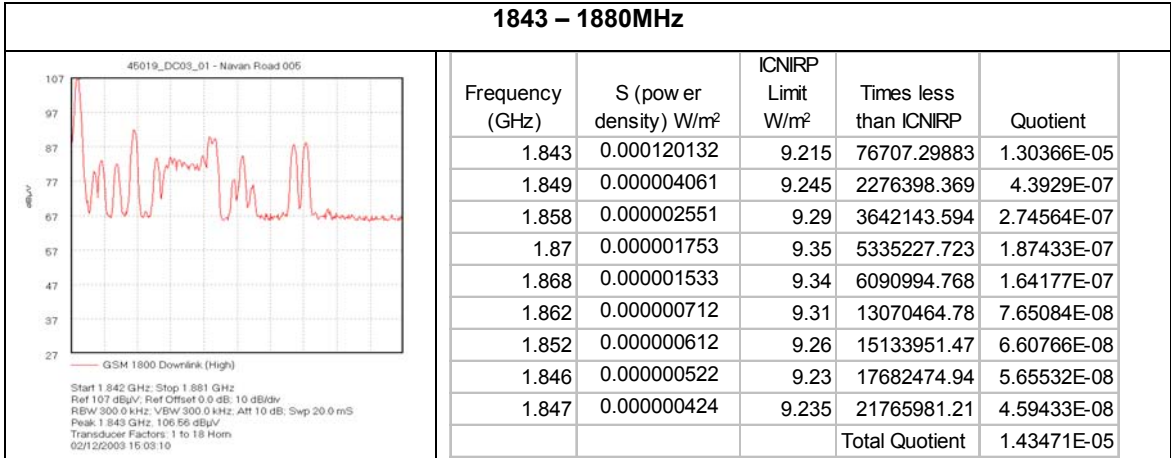 1843 – 1880MHz
45019_DC03_01 - Navan Road 005
107
97
87
77
67
57
47
37
27
dBµV
GSM 1800 Downlink (High)
Start 1.842 GHz; Stop 1.881 GHz
Ref 107 dBµV; Ref Offset 0.0 dB; 10 dB/div
RBW 300.0 kHz; VBW 300.0 kHz; Att 10 dB; Swp 20.0 mS
Peak 1.843 GHz, 106.56 dBµV
Transducer Factors: 1 to 18 Horn
02/12/2003 15:03:10
Frequency (GHz) S (pow er density) W/m² ICNIRP Limit W/m² Times less than ICNIRP Quotient
1.843 0.000120132 9.215 76707.29883 1.30366E-05
1.849 0.000004061 9.245 2276398.369 4.3929E-07
1.858 0.000002551 9.29 3642143.594 2.74564E-07
1.87 0.000001753 9.35 5335227.723 1.87433E-07
1.868 0.000001533 9.34 6090994.768 1.64177E-07
1.862 0.000000712 9.31 13070464.78 7.65084E-08
1.852 0.000000612 9.26 15133951.47 6.60766E-08
1.846 0.000000522 9.23 17682474.94 5.65532E-08
1.847 0.000000424 9.235 21765981.21 4.59433E-08
Total Quotient 1.43471E-05